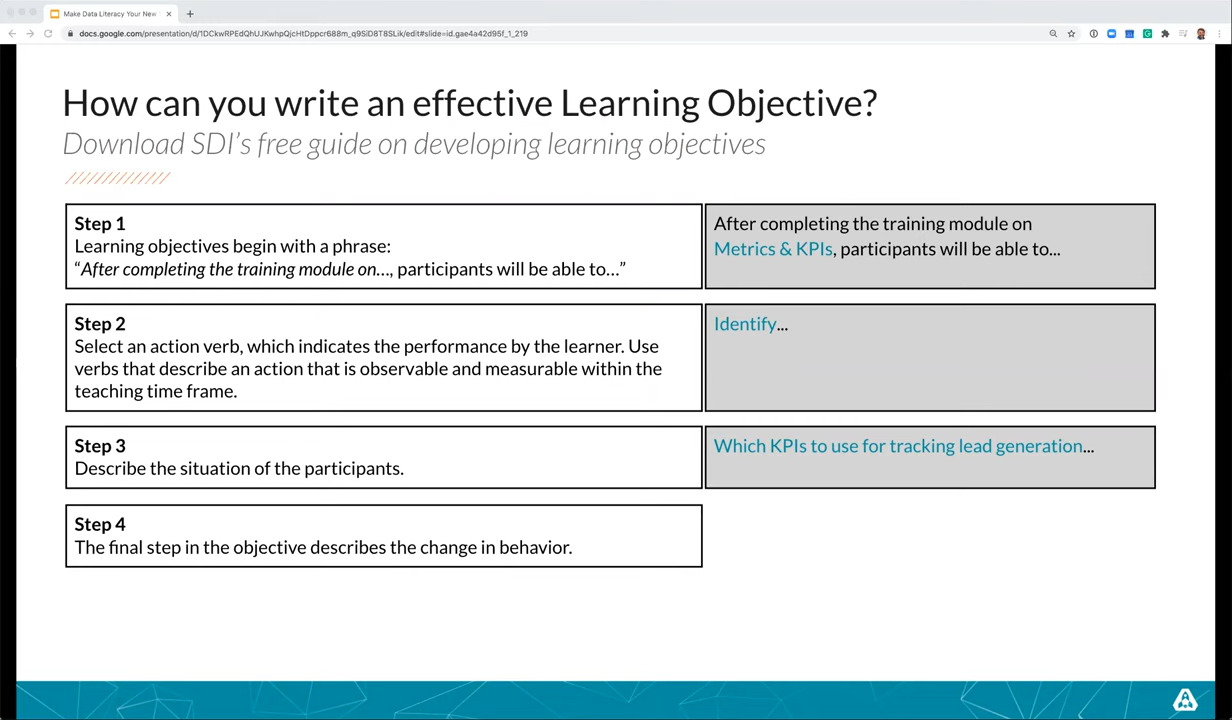 Make Data Literacy Your New
docs.google.com/presentation/d/1DCkwRPEdQhUJKwhpQjcHtDppcr688m_q9SiD8T8SLik/edit#slide=id.gae4a42d95f_1_219
How can you write an effective Learning Objective?
Download SDI's free guide on developing learning objectives
Step 1
Learning objectives begin with a phrase:
“After completing the training module on…, participants will be able to…”
After completing the training module on
Metrics & KPIs, participants will be able to...
Step 2
Select an action verb, which indicates the performance by the learner. Use
verbs that describe an action that is observable and measurable within the
teaching time frame.
Identify...
Step 3
Describe the situation of the participants.
Which KPIs to use for tracking lead generation...
Step 4
The final step in the objective describes the change in behavior.